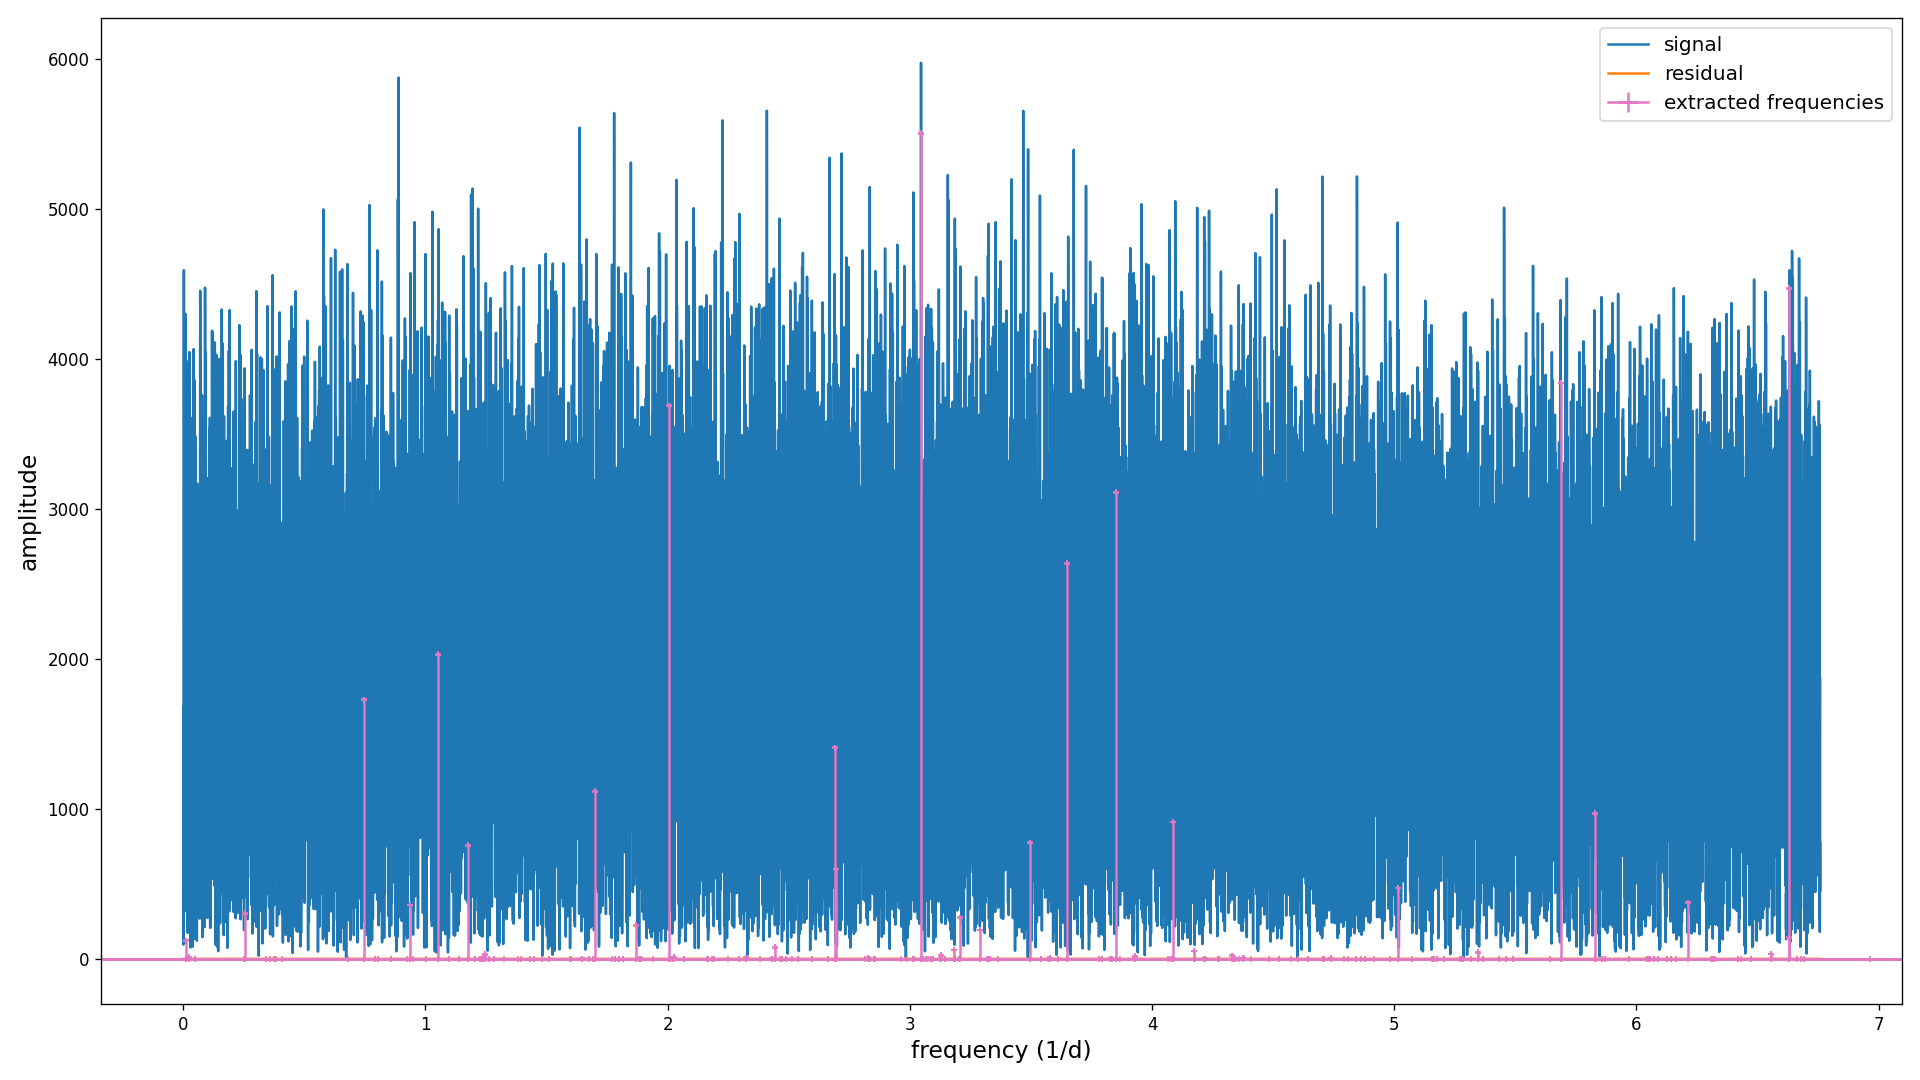 6000
5000
4000
3000
2000
1000
0
amplitude
signal
residual
extracted frequencies
0 1 2 3 4 5 6 7
frequency (1/d)